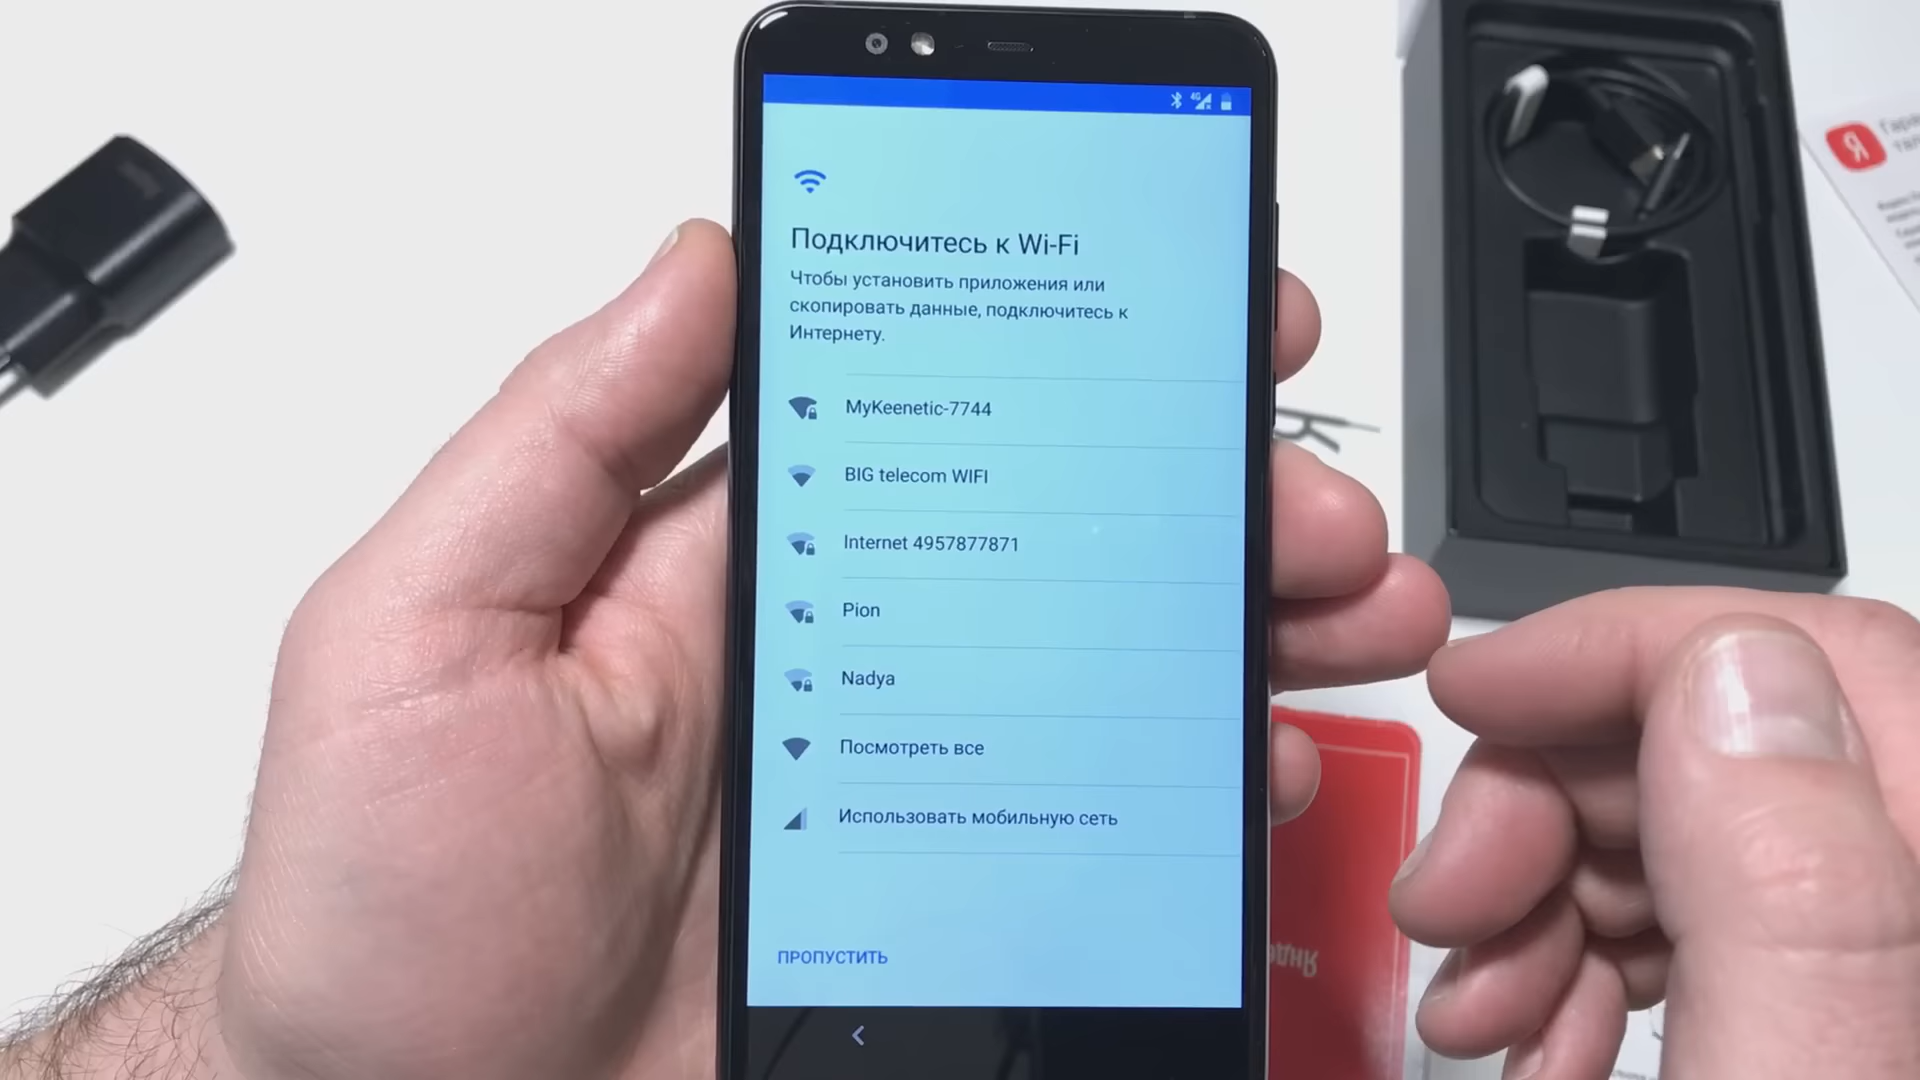 4G
Подключитесь к Wi-Fi
Чтобы установить приложения или
скопировать данные, подключитесь к
Интернету.
MyKeenetic-7744
BIG telecom WIFI
Internet 4957877871
Pion
Nadya
Посмотреть все
Использовать мобильную сеть
ПРОПУСТИТЬ
Я